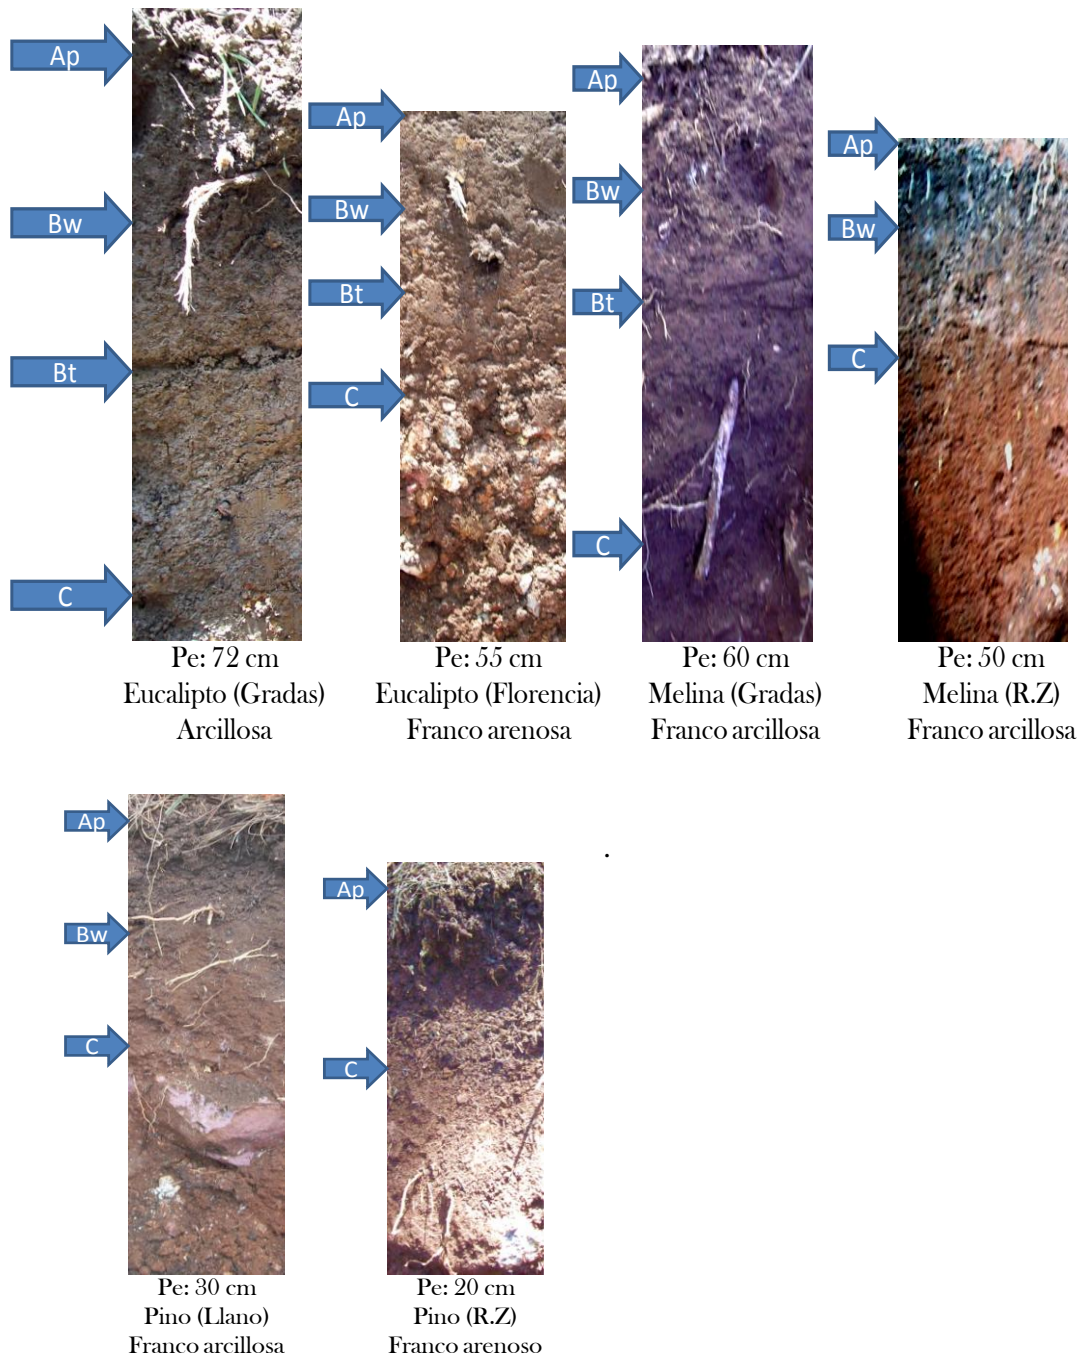 Ap
Bw
Bt
C
Pe: 72 cm
Eucalipto (Gradas)
Arcillosa
Ap
Bw
Bt
C
Pe: 55 cm
Eucalipto (Florencia)
Franco arenosa
Ap
Bw
Bt
C
Pe: 60 cm
Melina (Gradas)
Franco arcillosa
Ap
Bw
C
Pe: 50 cm
Melina (R.Z)
Franco arcillosa
Ap
Bw
C
Pe: 30 cm
Pino (Llano)
Franco arcillosa
Ap
C
Pe: 20 cm
Pino (R.Z)
Franco arenoso
.